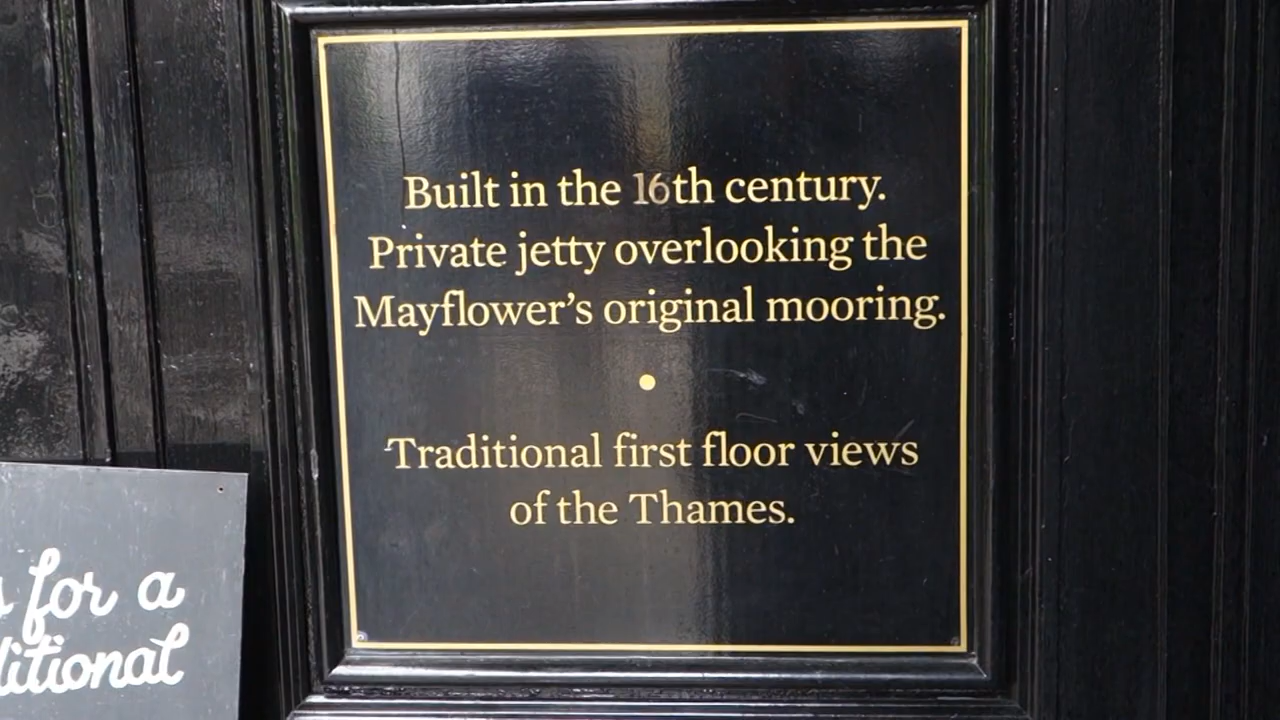 Built in the 16th century.
Private jetty overlooking the
Mayflower’s original mooring.
Traditional first floor views
of the Thames.
for a